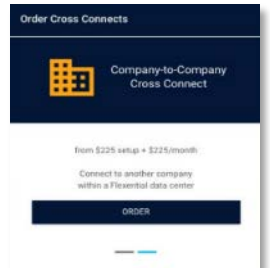 Order Cross Connects
Company-to-Company
Cross Connect
from $225 setup + $225/month
Connect to another company
within a Flexential data center
ORDER